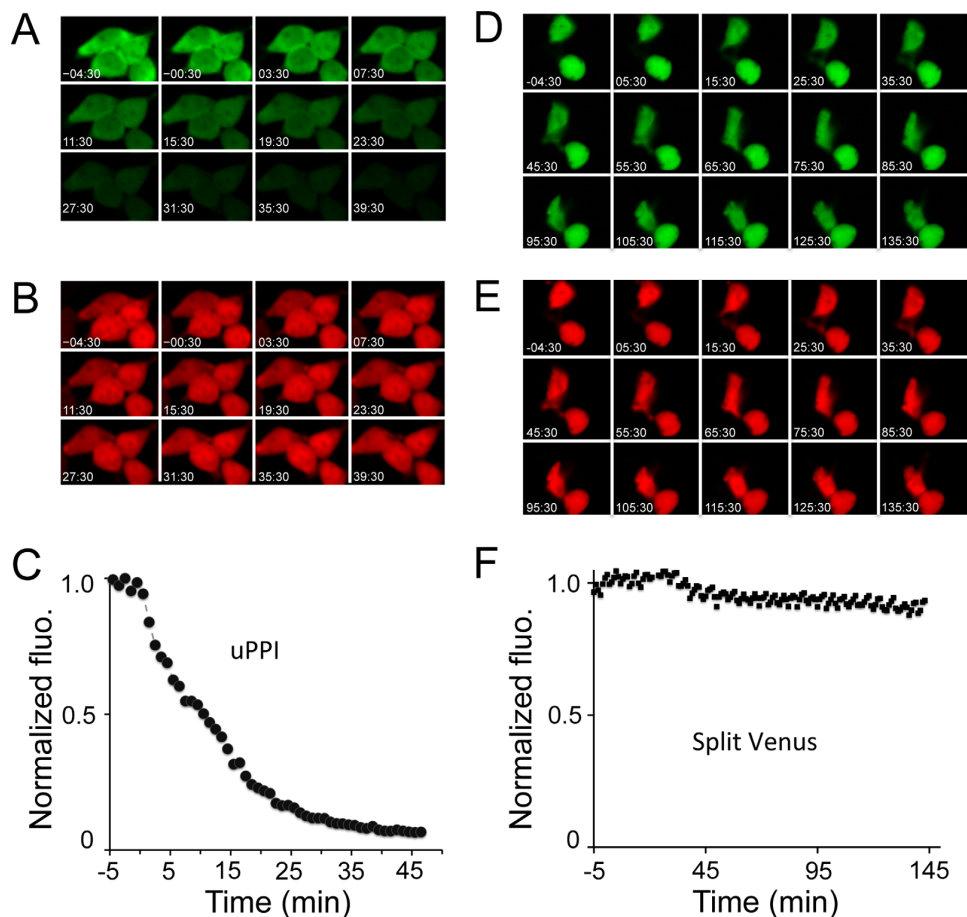 A
−04:30 −00:30 03:30 07:30
11:30 15:30 19:30 23:30
27:30 31:30 35:30 39:30
B
−04:30 −00:30 03:30 07:30
11:30 15:30 19:30 23:30
27:30 31:30 35:30 39:30
C
Normalized fluo.
1.0
0.5
0
uPPI
-5 5 15 25 35 45
Time (min)
D
-04:30 05:30 15:30 25:30 35:30
45:30 55:30 65:30 75:30 85:30
95:30 105:30 115:30 125:30 135:30
E
-04:30 05:30 15:30 25:30 35:30
45:30 55:30 65:30 75:30 85:30
95:30 105:30 115:30 125:30 135:30
F
Normalized fluo.
1.0
0.5
0
Split Venus
-5 45 95 145
Time (min)